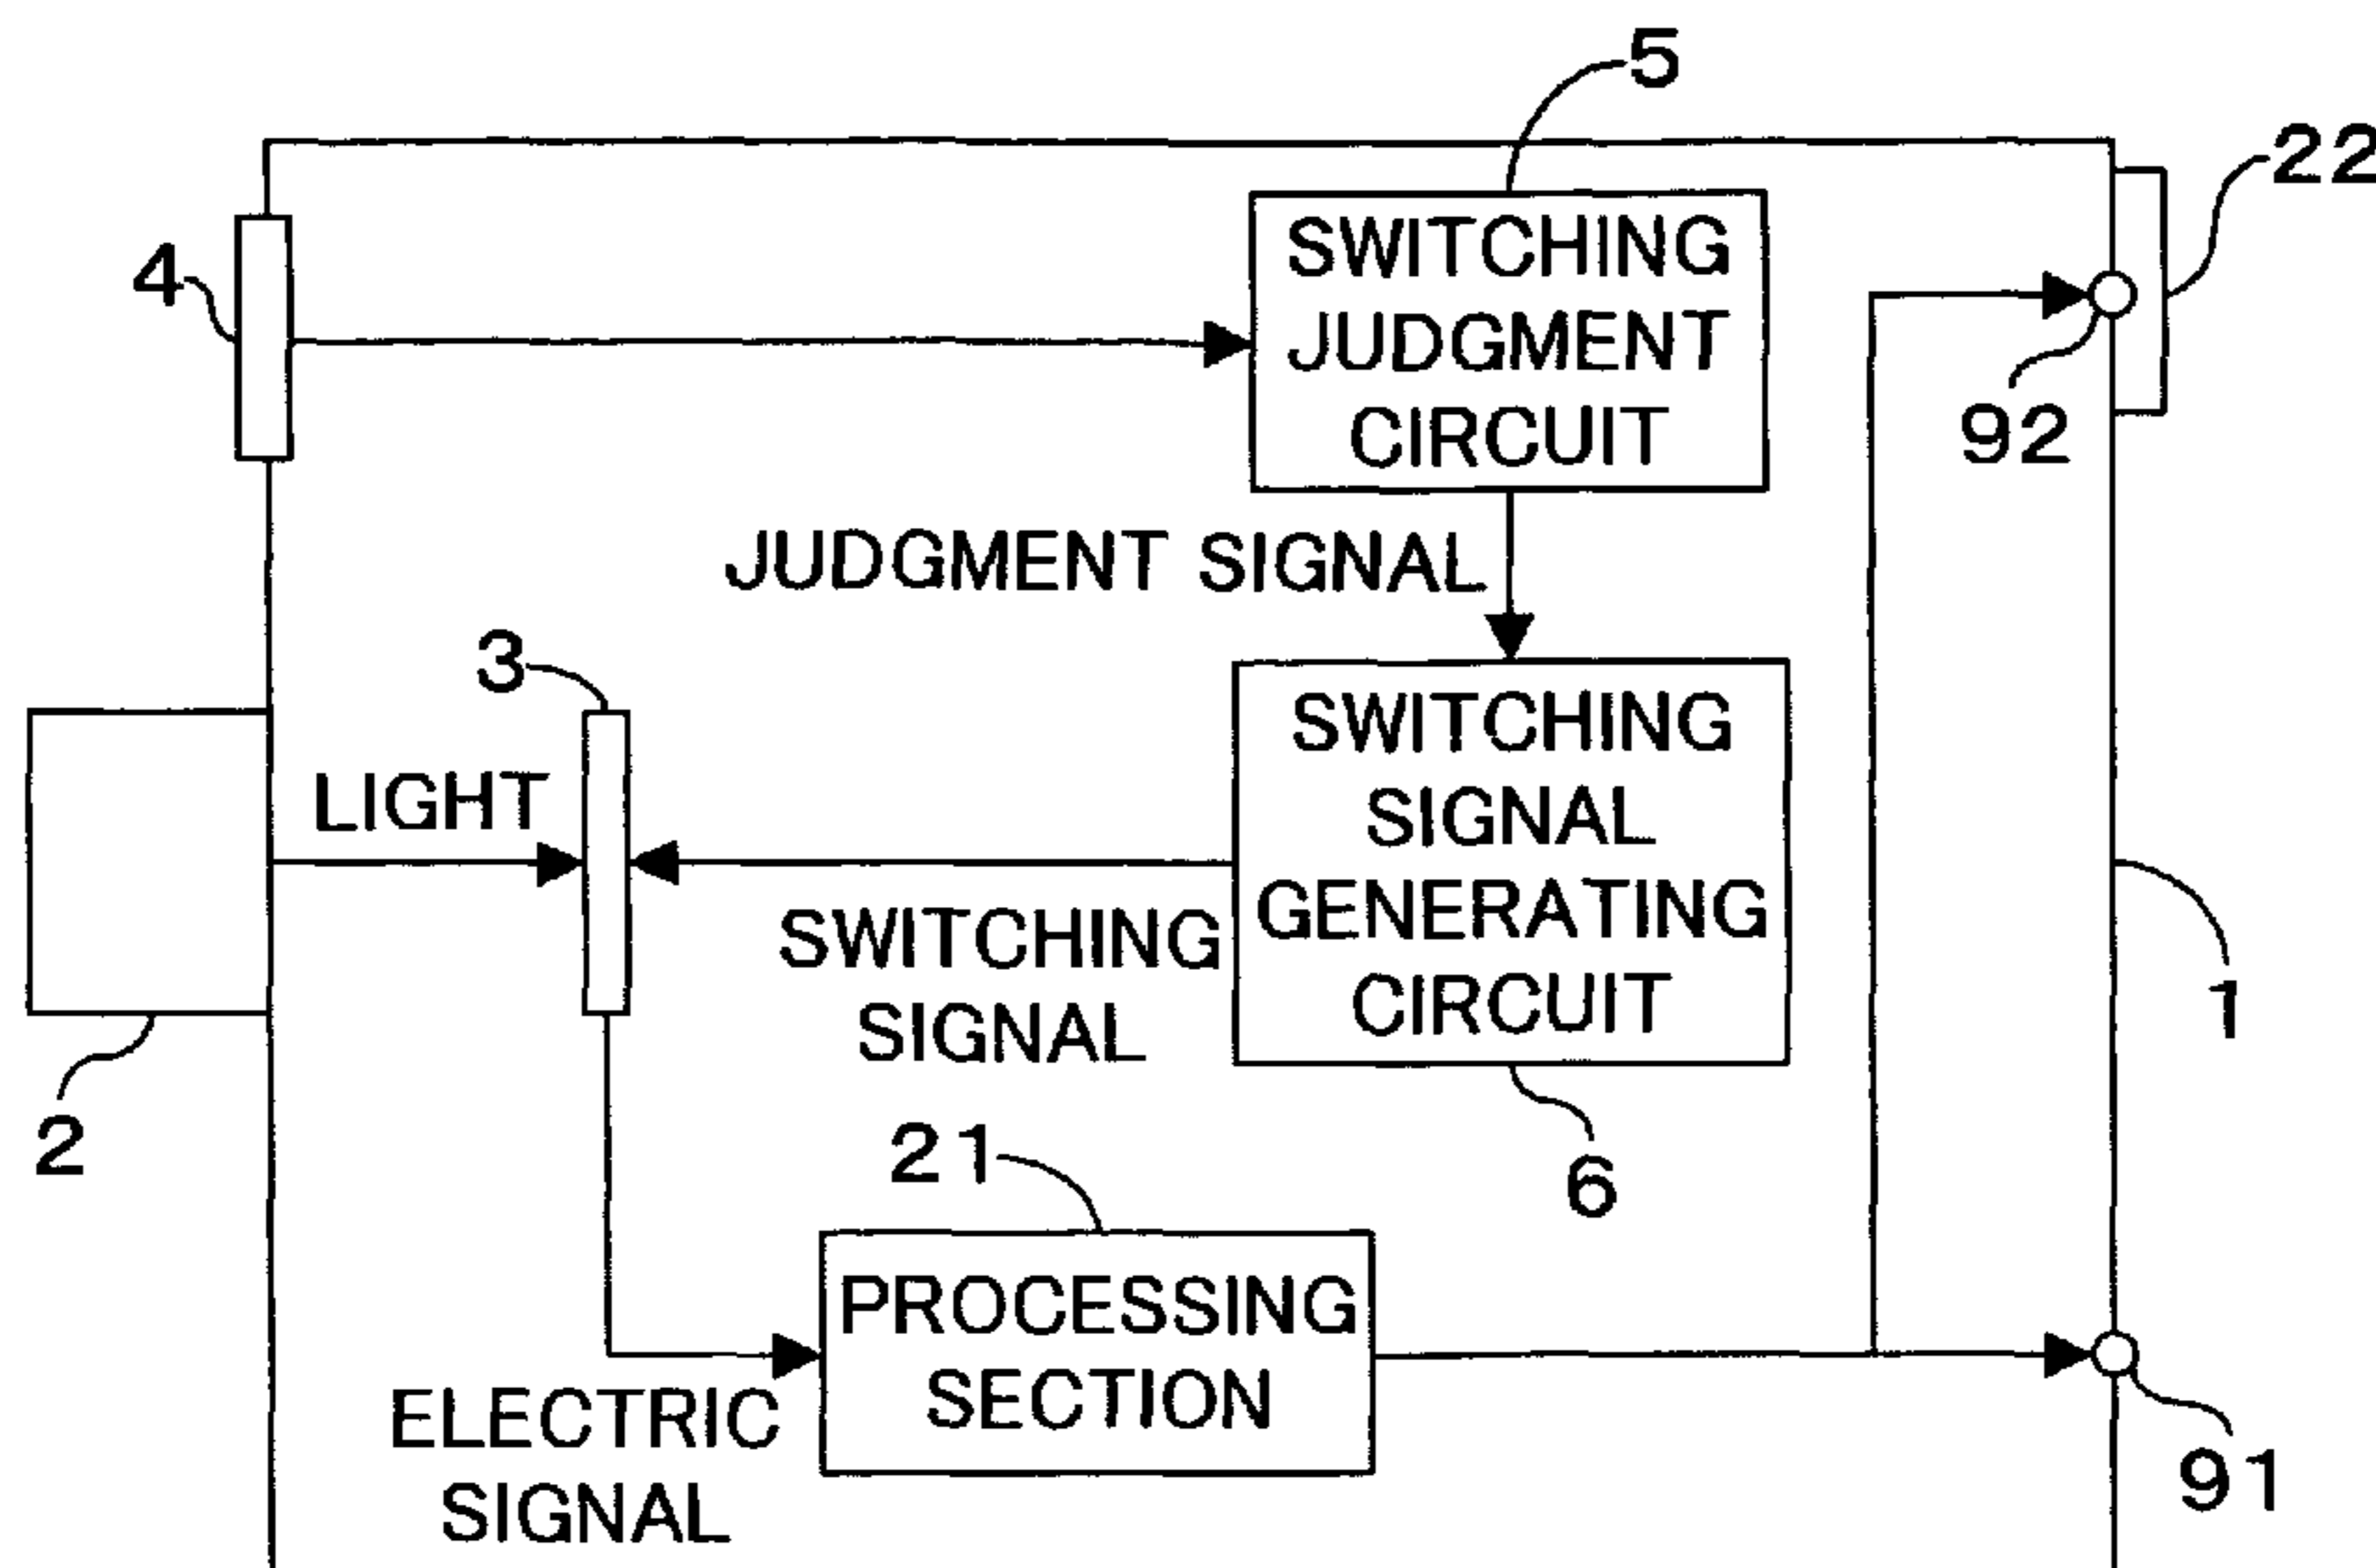 5
22
4
SWITCHING
JUDGMENT
CIRCUIT
92
JUDGMENT SIGNAL
3
SWITCHING
SIGNAL
GENERATING
CIRCUIT
LIGHT
SWITCHING
SIGNAL
1
2
21
6
PROCESSING
SECTION
ELECTRIC
SIGNAL
91